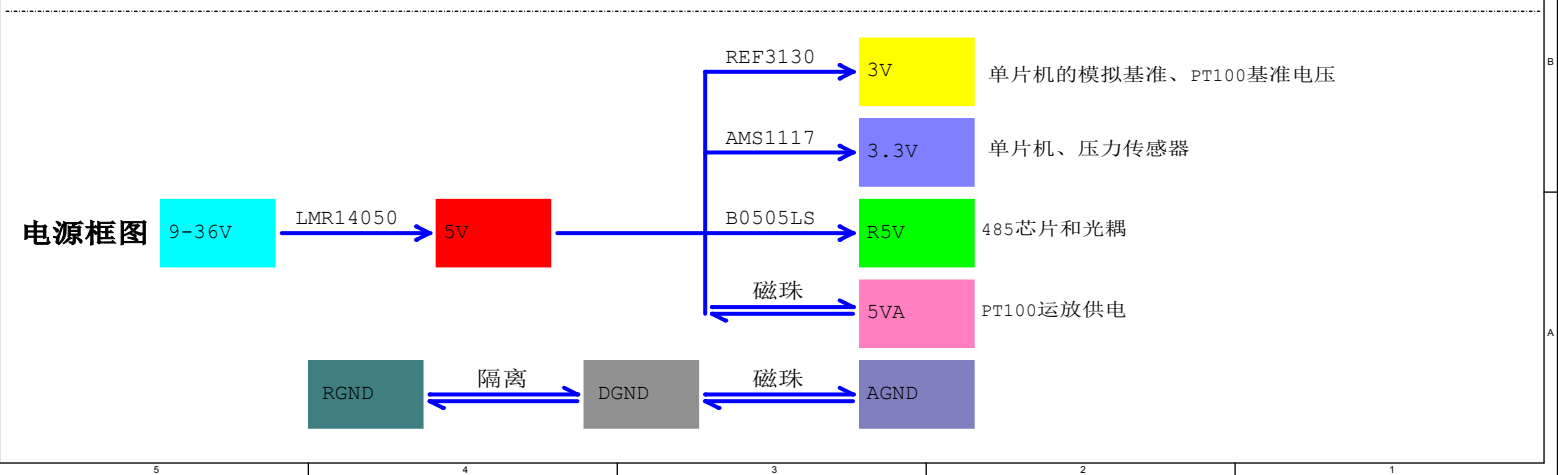 B
REF3130
3V
单片机的模拟基准、PT100基准电压
AMS1117
3.3V
单片机、压力传感器
电源框图
9-36V
LMR14050
5V
B0505LS
R5V
485芯片和光耦
磁珠
5VA
PT100运放供电
A
RGND
隔离
DGND
磁珠
AGND
5
4
3
2
1